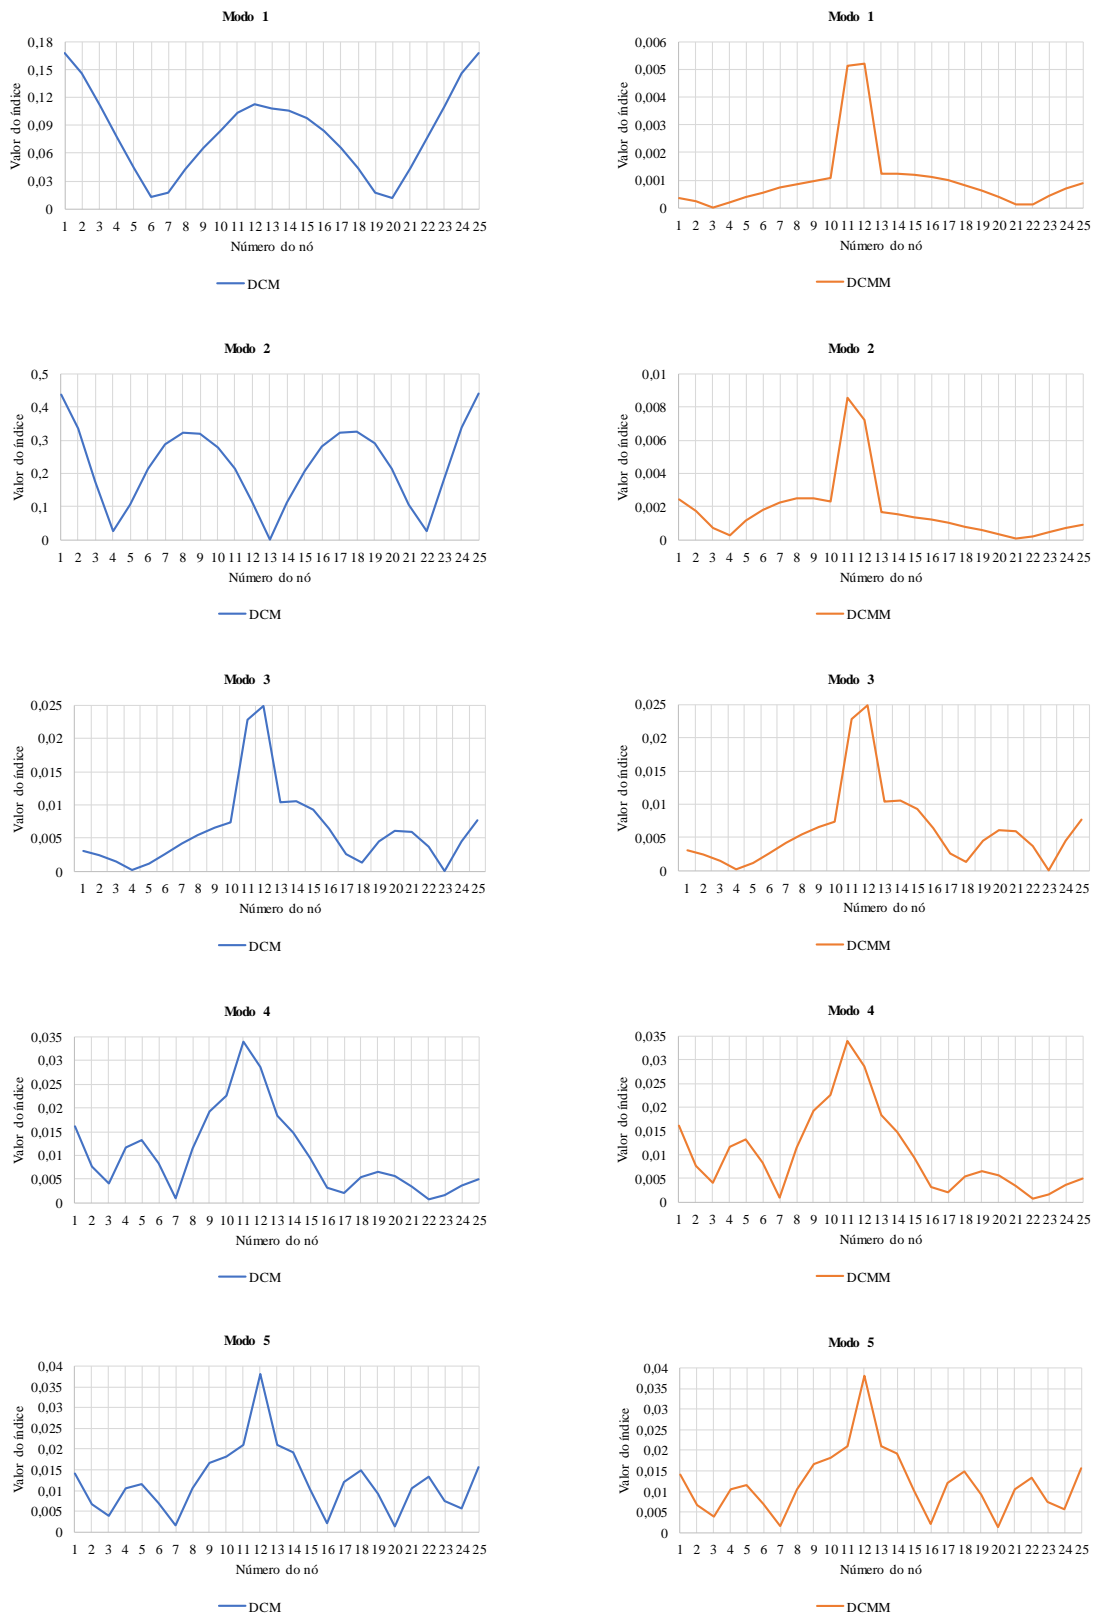 Modo 1
0,18
0,15
0,12
0,09
0,06
0,03
0
Valor do índice
1 2 3 4 5 6 7 8 9 10 11 12 13 14 15 16 17 18 19 20 21 22 23 24 25
Número do nó
DCM
Modo 1
0,006
0,005
0,004
0,003
0,002
0,001
0
Valor do índice
1 2 3 4 5 6 7 8 9 10 11 12 13 14 15 16 17 18 19 20 21 22 23 24 25
Número do nó
DCMM
Modo 2
0,5
0,4
0,3
0,2
0,1
0
Valor do índice
1 2 3 4 5 6 7 8 9 10 11 12 13 14 15 16 17 18 19 20 21 22 23 24 25
Número do nó
DCM
Modo 2
0,01
0,008
0,006
0,004
0,002
0
Valor do índice
1 2 3 4 5 6 7 8 9 10 11 12 13 14 15 16 17 18 19 20 21 22 23 24 25
Número do nó
DCMM
Modo 3
0,025
0,02
0,015
0,01
0,005
0
Valor do índice
1 2 3 4 5 6 7 8 9 10 11 12 13 14 15 16 17 18 19 20 21 22 23 24 25
Número do nó
DCM
Modo 3
0,025
0,02
0,015
0,01
0,005
0
Valor do índice
1 2 3 4 5 6 7 8 9 10 11 12 13 14 15 16 17 18 19 20 21 22 23 24 25
Número do nó
DCMM
Modo 4
0,035
0,03
0,025
0,02
0,015
0,01
0,005
0
Valor do índice
1 2 3 4 5 6 7 8 9 10 11 12 13 14 15 16 17 18 19 20 21 22 23 24 25
Número do nó
DCM
Modo 4
0,035
0,03
0,025
0,02
0,015
0,01
0,005
0
Valor do índice
1 2 3 4 5 6 7 8 9 10 11 12 13 14 15 16 17 18 19 20 21 22 23 24 25
Número do nó
DCMM
Modo 5
0,04
0,035
0,03
0,025
0,02
0,015
0,01
0,005
0
Valor do índice
1 2 3 4 5 6 7 8 9 10 11 12 13 14 15 16 17 18 19 20 21 22 23 24 25
Número do nó
DCM
Modo 5
0,04
0,035
0,03
0,025
0,02
0,015
0,01
0,005
0
Valor do índice
1 2 3 4 5 6 7 8 9 10 11 12 13 14 15 16 17 18 19 20 21 22 23 24 25
Número do nó
DCMM